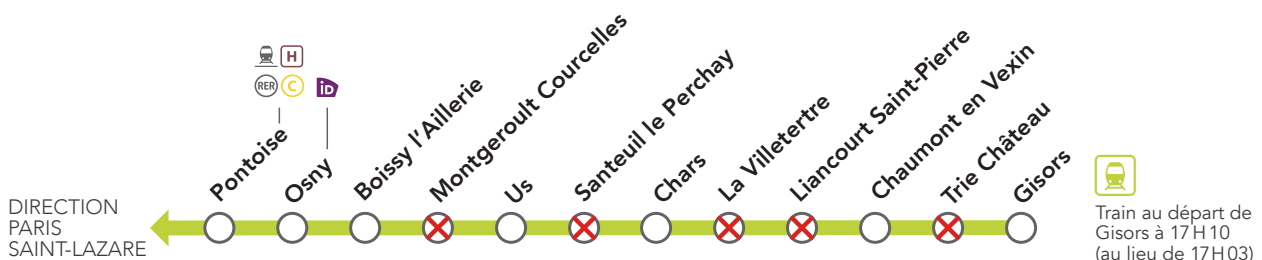 H
RER C iD
Pontoise
Osny
Boissy l'Aillerie
Montgeroult Courcelles
Us
Santeuil le Perchay
Chars
La Villetertre
Liancourt Saint-Pierre
Chaumont en Vexin
Trie Château
Gisors
DIRECTION
PARIS
SAINT-LAZARE
Train au départ de
Gisors à 17H10
(au lieu de 17H03)